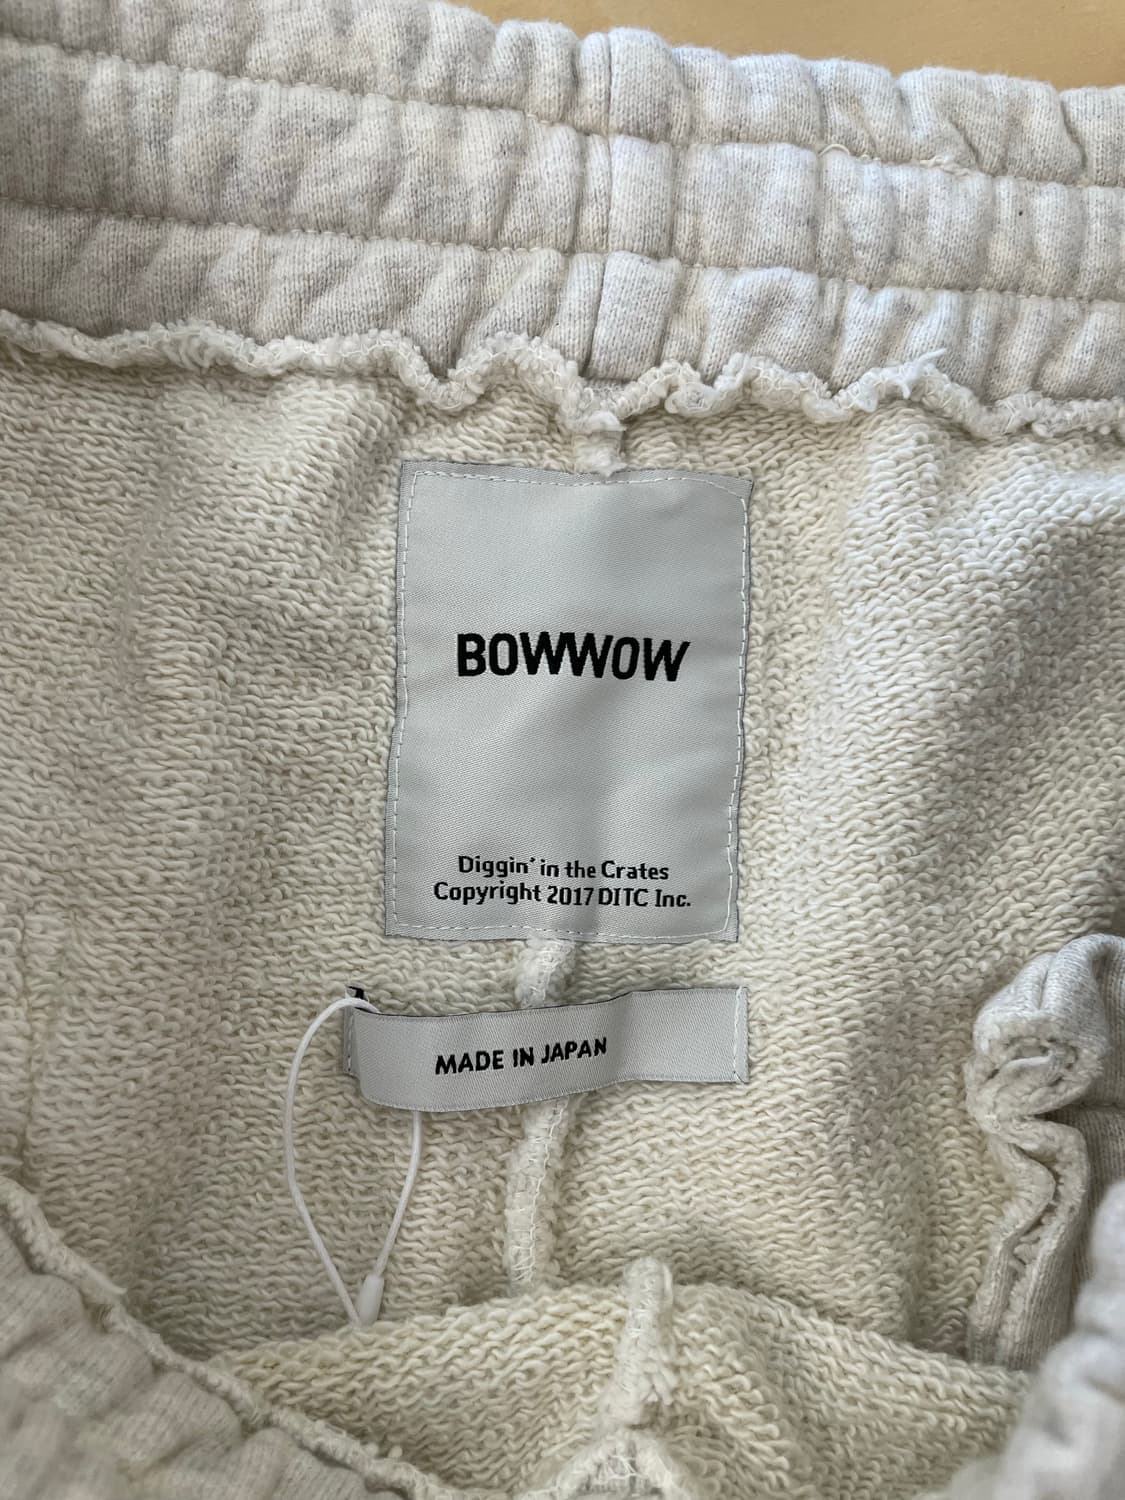 BOWWOW
Diggin' in the Crates
Copyright 2017 DITC Inc.
MADE IN JAPAN